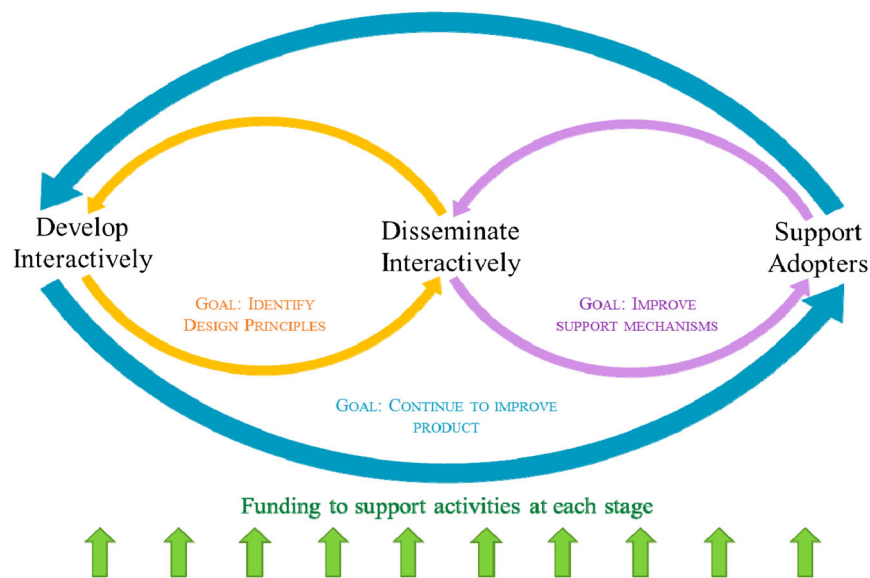 Develop
Interactively
Disseminate
Interactively
Support
Adopters
GOAL: IDENTIFY
DESIGN PRINCIPLES
GOAL: IMPROVE
SUPPORT MECHANISMS
GOAL: CONTINUE TO IMPROVE
PRODUCT
Funding to support activities at each stage